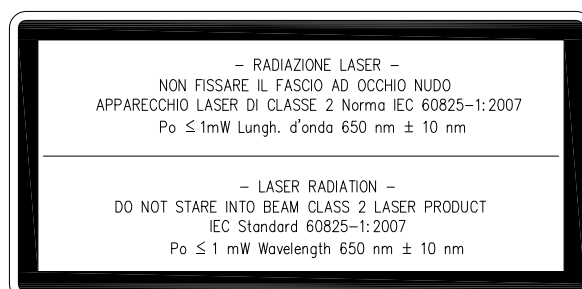 – RADIAZIONE LASER –
NON FISSARE IL FASCIO AD OCCHIO NUDO
APPARECCHIO LASER DI CLASSE 2 Norma IEC 60825-1:2007
Po ≤ 1mW Lungh. d'onda 650 nm ± 10 nm
– LASER RADIATION –
DO NOT STARE INTO BEAM CLASS 2 LASER PRODUCT
IEC Standard 60825-1:2007
Po ≤ 1 mW Wavelength 650 nm ± 10 nm